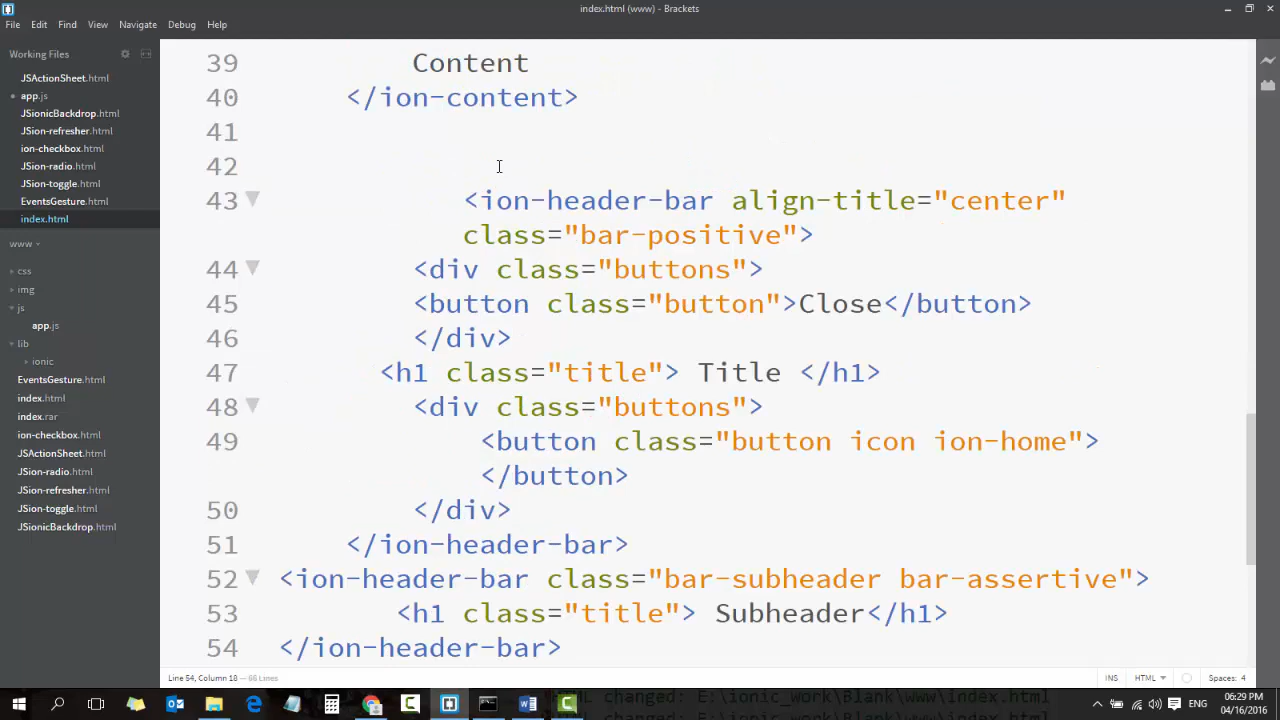 index.html (www) - Brackets
File Edit Find View Navigate Debug Help
Working Files
JSActionSheet.html
app.js
JSionicBackdrop.html
JSion-refresher.html
ion-checkbox.html
JSion-radio.html
JSion-toggle.html
EventsGesture.html
index.html
www
css
img
js
app.js
lib
ionic
EventsGesture.html
index.html
index.rar
ion-checkbox.html
JSActionSheet.html
JSion-radio.html
JSion-refresher.html
JSion-toggle.html
JSionicBackdrop.html
39 Content
40 </ion-content>
41
42
43 <ion-header-bar align-title="center"
class="bar-positive">
44 <div class="buttons">
45 <button class="button">Close</button>
46 </div>
47 <h1 class="title"> Title </h1>
48 <div class="buttons">
49 <button class="button icon ion-home">
</button>
50 </div>
51 </ion-header-bar>
52 <ion-header-bar class="bar-subheader bar-assertive">
53 <h1 class="title"> Subheader</h1>
54 </ion-header-bar>
Line 54, Column 18 — 66 Lines
INS HTML Spaces: 4
changed: E:\ionic_work\Blank\www\index.html
06:29 PM
04/16/2016